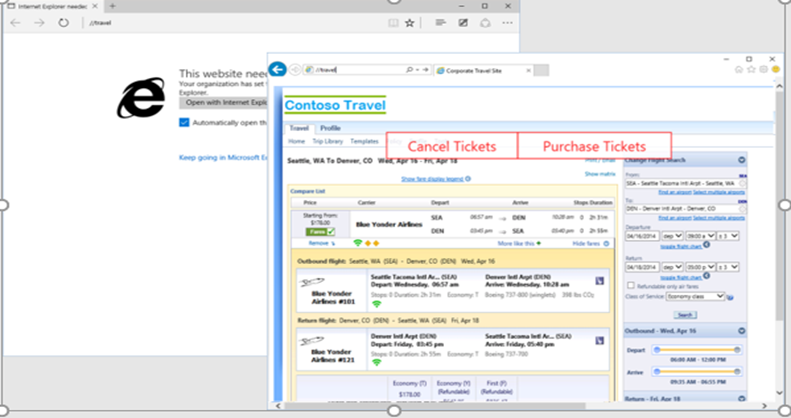 Internet Explorer needed
//travel
This website nee
Your organization has set
Explorer.
Open with Internet Explo
Automatically open th
Keep going in Microsoft E
//travel
Corporate Travel Site
Contoso Travel
Travel Profile
Home Trip Library Templates
Cancel Tickets Purchase Tickets
Seattle, WA To Denver, CO Wed, Apr 16 - Fri, Apr 18
Print / Email
Show matrix
Show fare display legend
Compare List
Price Carrier Depart Arrive Stops Duration
Starting From:
$178.00
Fares
Blue Yonder Airlines
SEA 06:57 am → DEN 10:28 am 0 2h 31m
DEN 03:45 pm → SEA 05:40 pm 0 2h 55m
Remove More like this Hide fares
Outbound flight: Seattle, WA (SEA) - Denver, CO (DEN) Wed, Apr 16
Blue Yonder
Airlines #101
Seattle Tacoma Intl Ar... (SEA) Denver Intl Arpt (DEN)
Depart: Wednesday, 06:57 am Arrive: Wednesday, 10:28 am
Stops: 0 Duration: 2h 31m Economy: T Boeing 737-800 (winglets) 398 lbs CO₂
Return flight: Denver, CO (DEN) - Seattle, WA (SEA) Fri, Apr 18
Blue Yonder
Airlines #121
Denver Intl Arpt (DEN) Seattle Tacoma Intl Ar... (SEA)
Depart: Friday, 03:45 pm Arrive: Friday, 05:40 pm
Stops: 0 Duration: 2h 55m Economy: T Boeing 737-700
Economy (T) Economy (Y) First (F)
$178.00 (Refundable) (Refundable)
Change Flight Search
From:
SEA - Seattle Tacoma Intl Arpt - Seattle, WA
Find an airport Select multiple airports
To:
DEN - Denver Intl Arpt - Denver, CO
Find an airport Select multiple airports
Departure
04/16/2014 dep 09:00 a ± 3
toggle flight chart
Return
04/18/2014 dep 05:00 p ± 3
toggle flight chart
Refundable only air fares
Class of Service Economy class
Search
Outbound - Wed, Apr 16
Depart
06:00 AM - 12:00 PM
Arrive
09:35 AM - 06:55 PM
Return - Fri, Apr 18